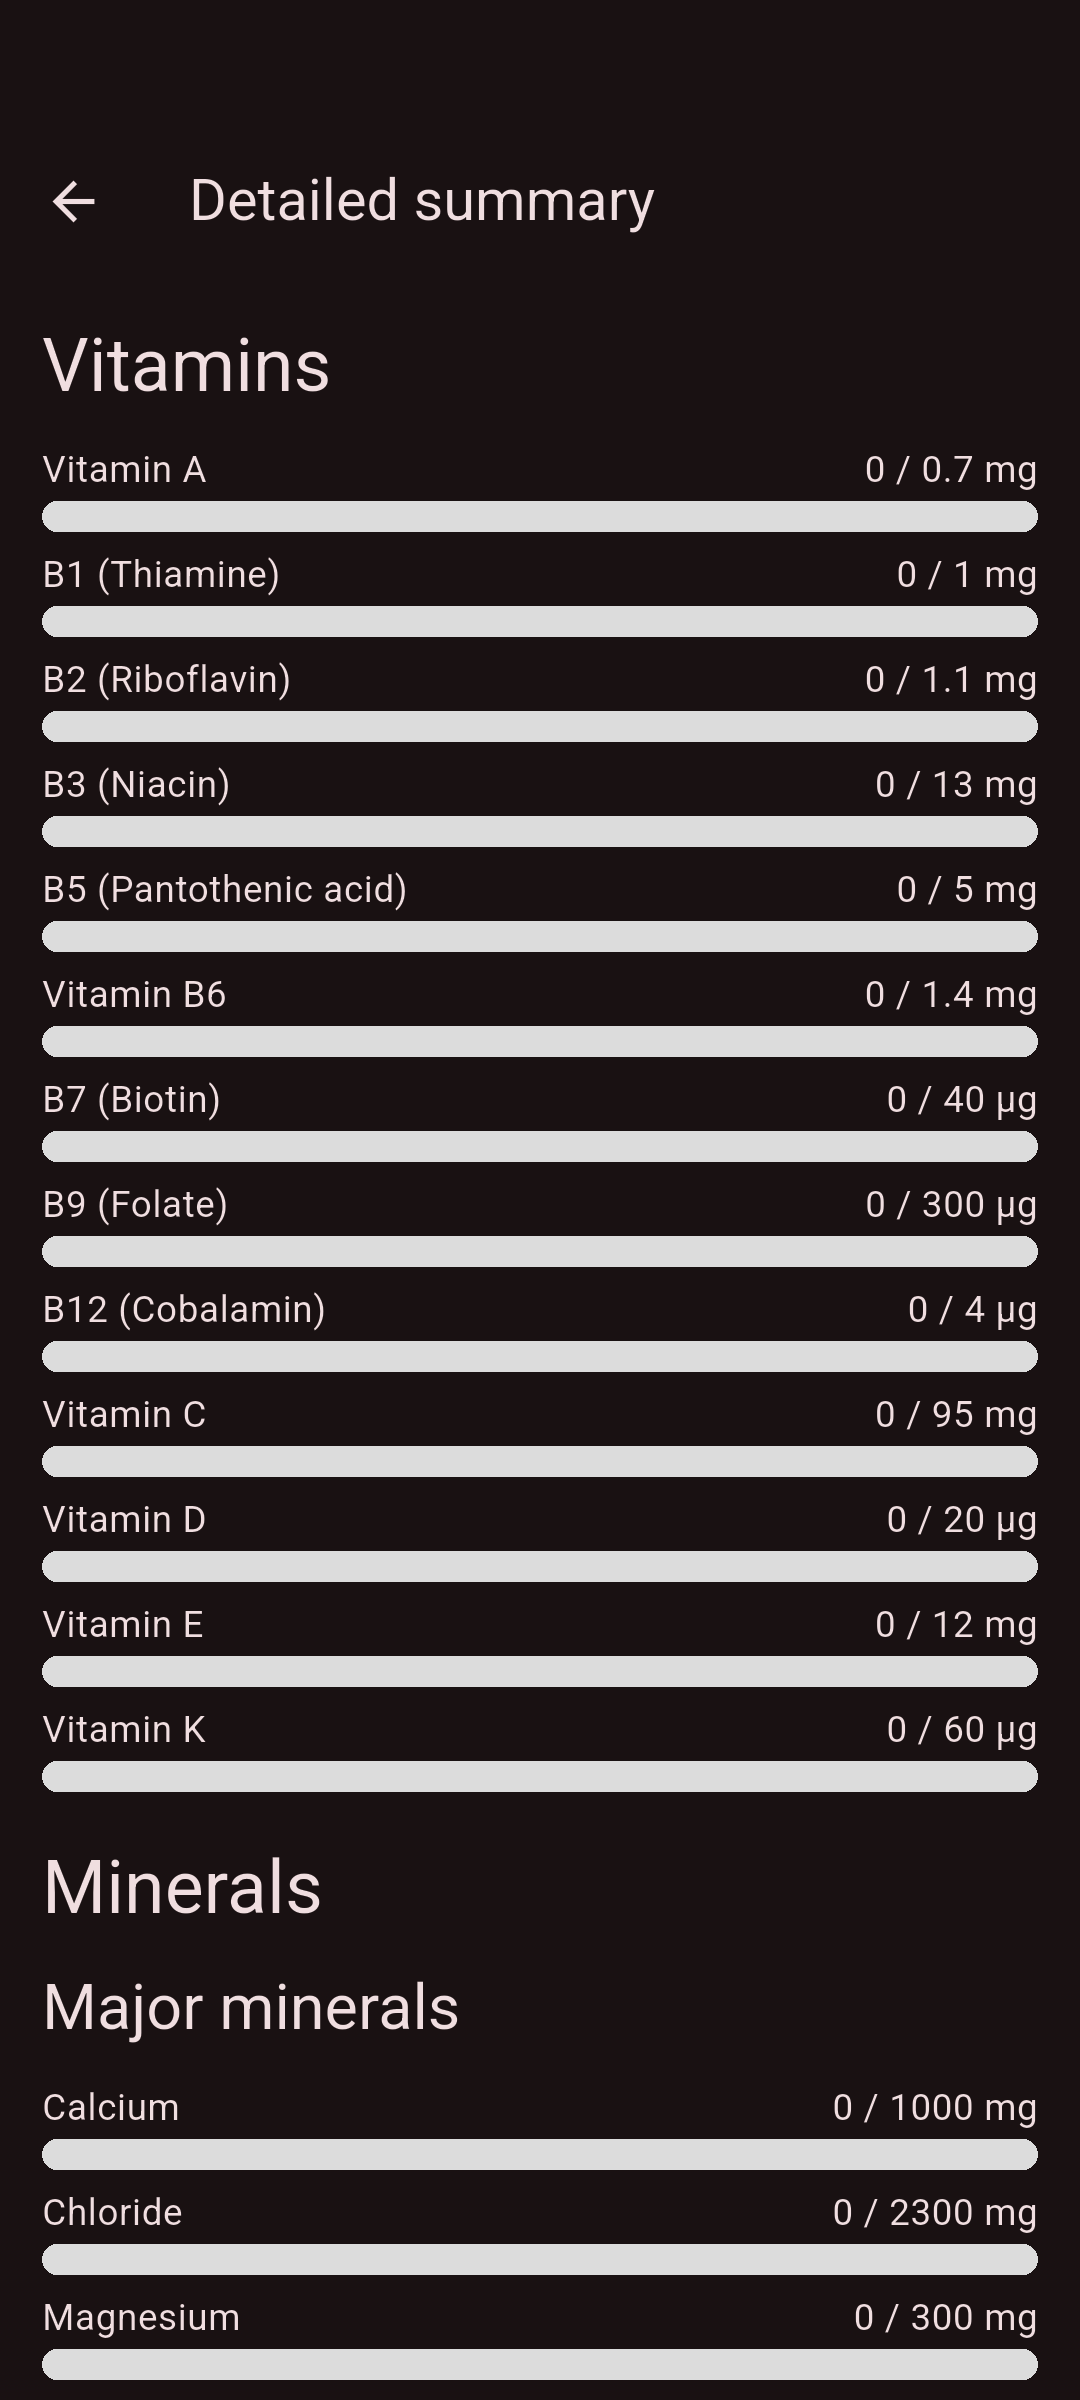 Detailed summary
Vitamins
Vitamin A 0 / 0.7 mg
B1 (Thiamine) 0 / 1 mg
B2 (Riboflavin) 0 / 1.1 mg
B3 (Niacin) 0 / 13 mg
B5 (Pantothenic acid) 0 / 5 mg
Vitamin B6 0 / 1.4 mg
B7 (Biotin) 0 / 40 µg
B9 (Folate) 0 / 300 µg
B12 (Cobalamin) 0 / 4 µg
Vitamin C 0 / 95 mg
Vitamin D 0 / 20 µg
Vitamin E 0 / 12 mg
Vitamin K 0 / 60 µg
Minerals
Major minerals
Calcium 0 / 1000 mg
Chloride 0 / 2300 mg
Magnesium 0 / 300 mg